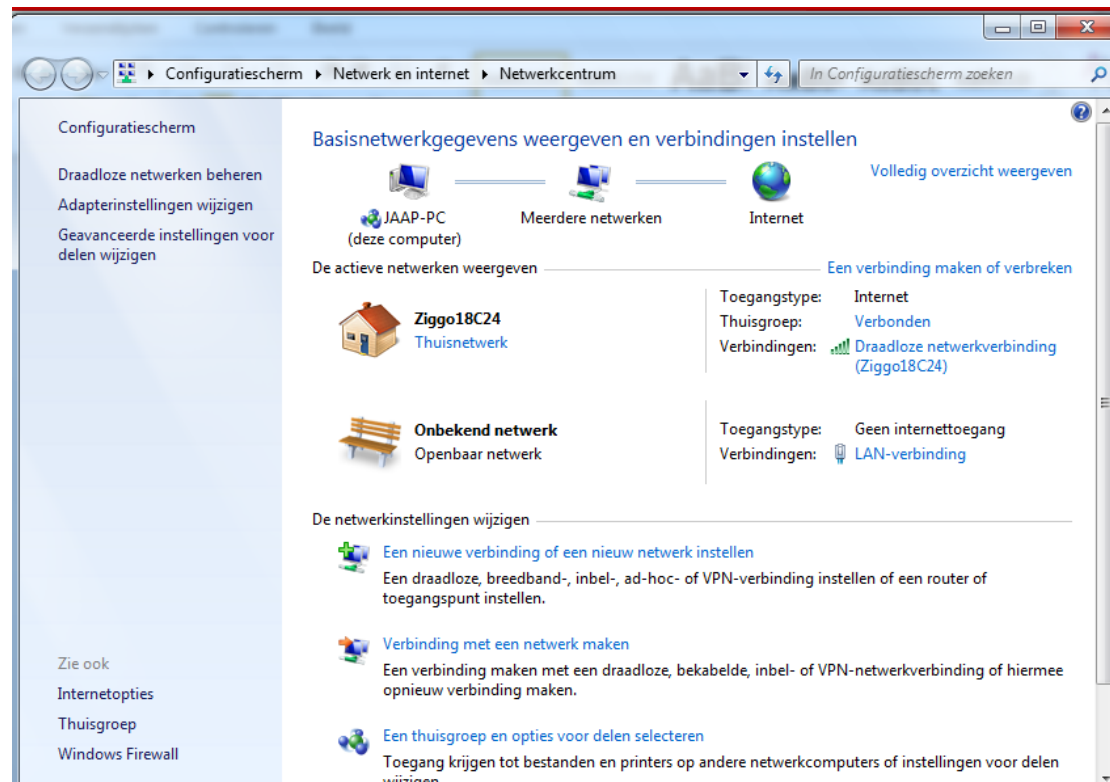 Configuratiescherm ▸ Netwerk en internet ▸ Netwerkcentrum
In Configuratiescherm zoeken
Configuratiescherm
Draadloze netwerken beheren
Adapterinstellingen wijzigen
Geavanceerde instellingen voor
delen wijzigen
Zie ook
Internetopties
Thuisgroep
Windows Firewall
Basisnetwerkgegevens weergeven en verbindingen instellen
Volledig overzicht weergeven
JAAP-PC
(deze computer)
Meerdere netwerken
Internet
De actieve netwerken weergeven
Een verbinding maken of verbreken
Ziggo18C24
Thuisnetwerk
Toegangstype: Internet
Thuisgroep: Verbonden
Verbindingen: Draadloze netwerkverbinding
(Ziggo18C24)
Onbekend netwerk
Openbaar netwerk
Toegangstype: Geen internettoegang
Verbindingen: LAN-verbinding
De netwerkinstellingen wijzigen
Een nieuwe verbinding of een nieuw netwerk instellen
Een draadloze, breedband-, inbel-, ad-hoc- of VPN-verbinding instellen of een router of
toegangspunt instellen.
Verbinding met een netwerk maken
Een verbinding maken met een draadloze, bekabelde, inbel- of VPN-netwerkverbinding of hiermee
opnieuw verbinding maken.
Een thuisgroep en opties voor delen selecteren
Toegang krijgen tot bestanden en printers op andere netwerkcomputers of instellingen voor delen
wijzigen